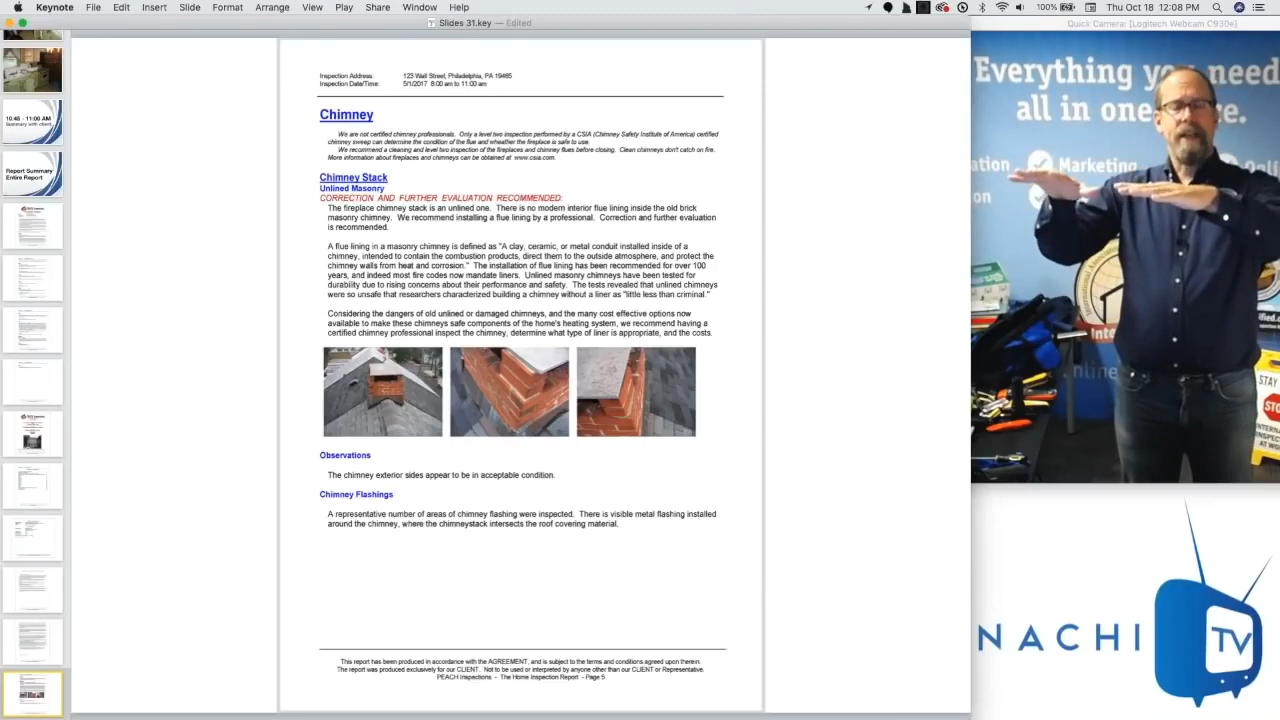 Keynote File Edit Insert Slide Format Arrange View Play Share Window Help
100% Thu Oct 18 12:08 PM
Slides 31.key — Edited
Quick Camera [Logitech Webcam C930e]
10:45 - 11:00 AM
Summary with client
Report Summary
Entire Report
Inspection Address: 123 Wall Street, Philadelphia, PA 19465
Inspection Date/Time: 5/1/2017 8:00 am to 11:00 am
Chimney
We are not certified chimney professionals. Only a level two inspection performed by a CSIA (Chimney Safety Institute of America) certified
chimney sweep can determine the condition of the flue and wheather the fireplace is safe to use.
We recommend a cleaning and level two inspection of the fireplaces and chimney flues before closing. Clean chimneys don't catch on fire.
More information about fireplaces and chimneys can be obtained at www.csia.com.
Chimney Stack
Unlined Masonry
CORRECTION AND FURTHER EVALUATION RECOMMENDED:
The fireplace chimney stack is an unlined one. There is no modern interior flue lining inside the old brick
masonry chimney. We recommend installing a flue lining by a professional. Correction and further evaluation
is recommended.
A flue lining in a masonry chimney is defined as "A clay, ceramic, or metal conduit installed inside of a
chimney, intended to contain the combustion products, direct them to the outside atmosphere, and protect the
chimney walls from heat and corrosion." The installation of flue lining has been recommended for over 100
years, and indeed most fire codes now mandate liners. Unlined masonry chimneys have been tested for
durability due to rising concerns about their performance and safety. The tests revealed that unlined chimneys
were so unsafe that researchers characterized building a chimney without a liner as "little less than criminal."
Considering the dangers of old unlined or damaged chimneys, and the many cost effective options now
available to make these chimneys safe components of the home's heating system, we recommend having a
certified chimney professional inspect the chimney, determine what type of liner is appropriate, and the costs.
Observations
The chimney exterior sides appear to be in acceptable condition.
Chimney Flashings
A representative number of areas of chimney flashing were inspected. There is visible metal flashing installed
around the chimney, where the chimneystack intersects the roof covering material.
This report has been produced in accordance with the AGREEMENT, and is subject to the terms and conditions agreed upon therein.
The report was produced exclusively for our CLIENT. Not to be used or interpreted by anyone other than our CLIENT or Representative.
PEACH Inspections - The Home Inspection Report - Page 5
Everything you need
all in one
Marketing
STAY
NACHI TV